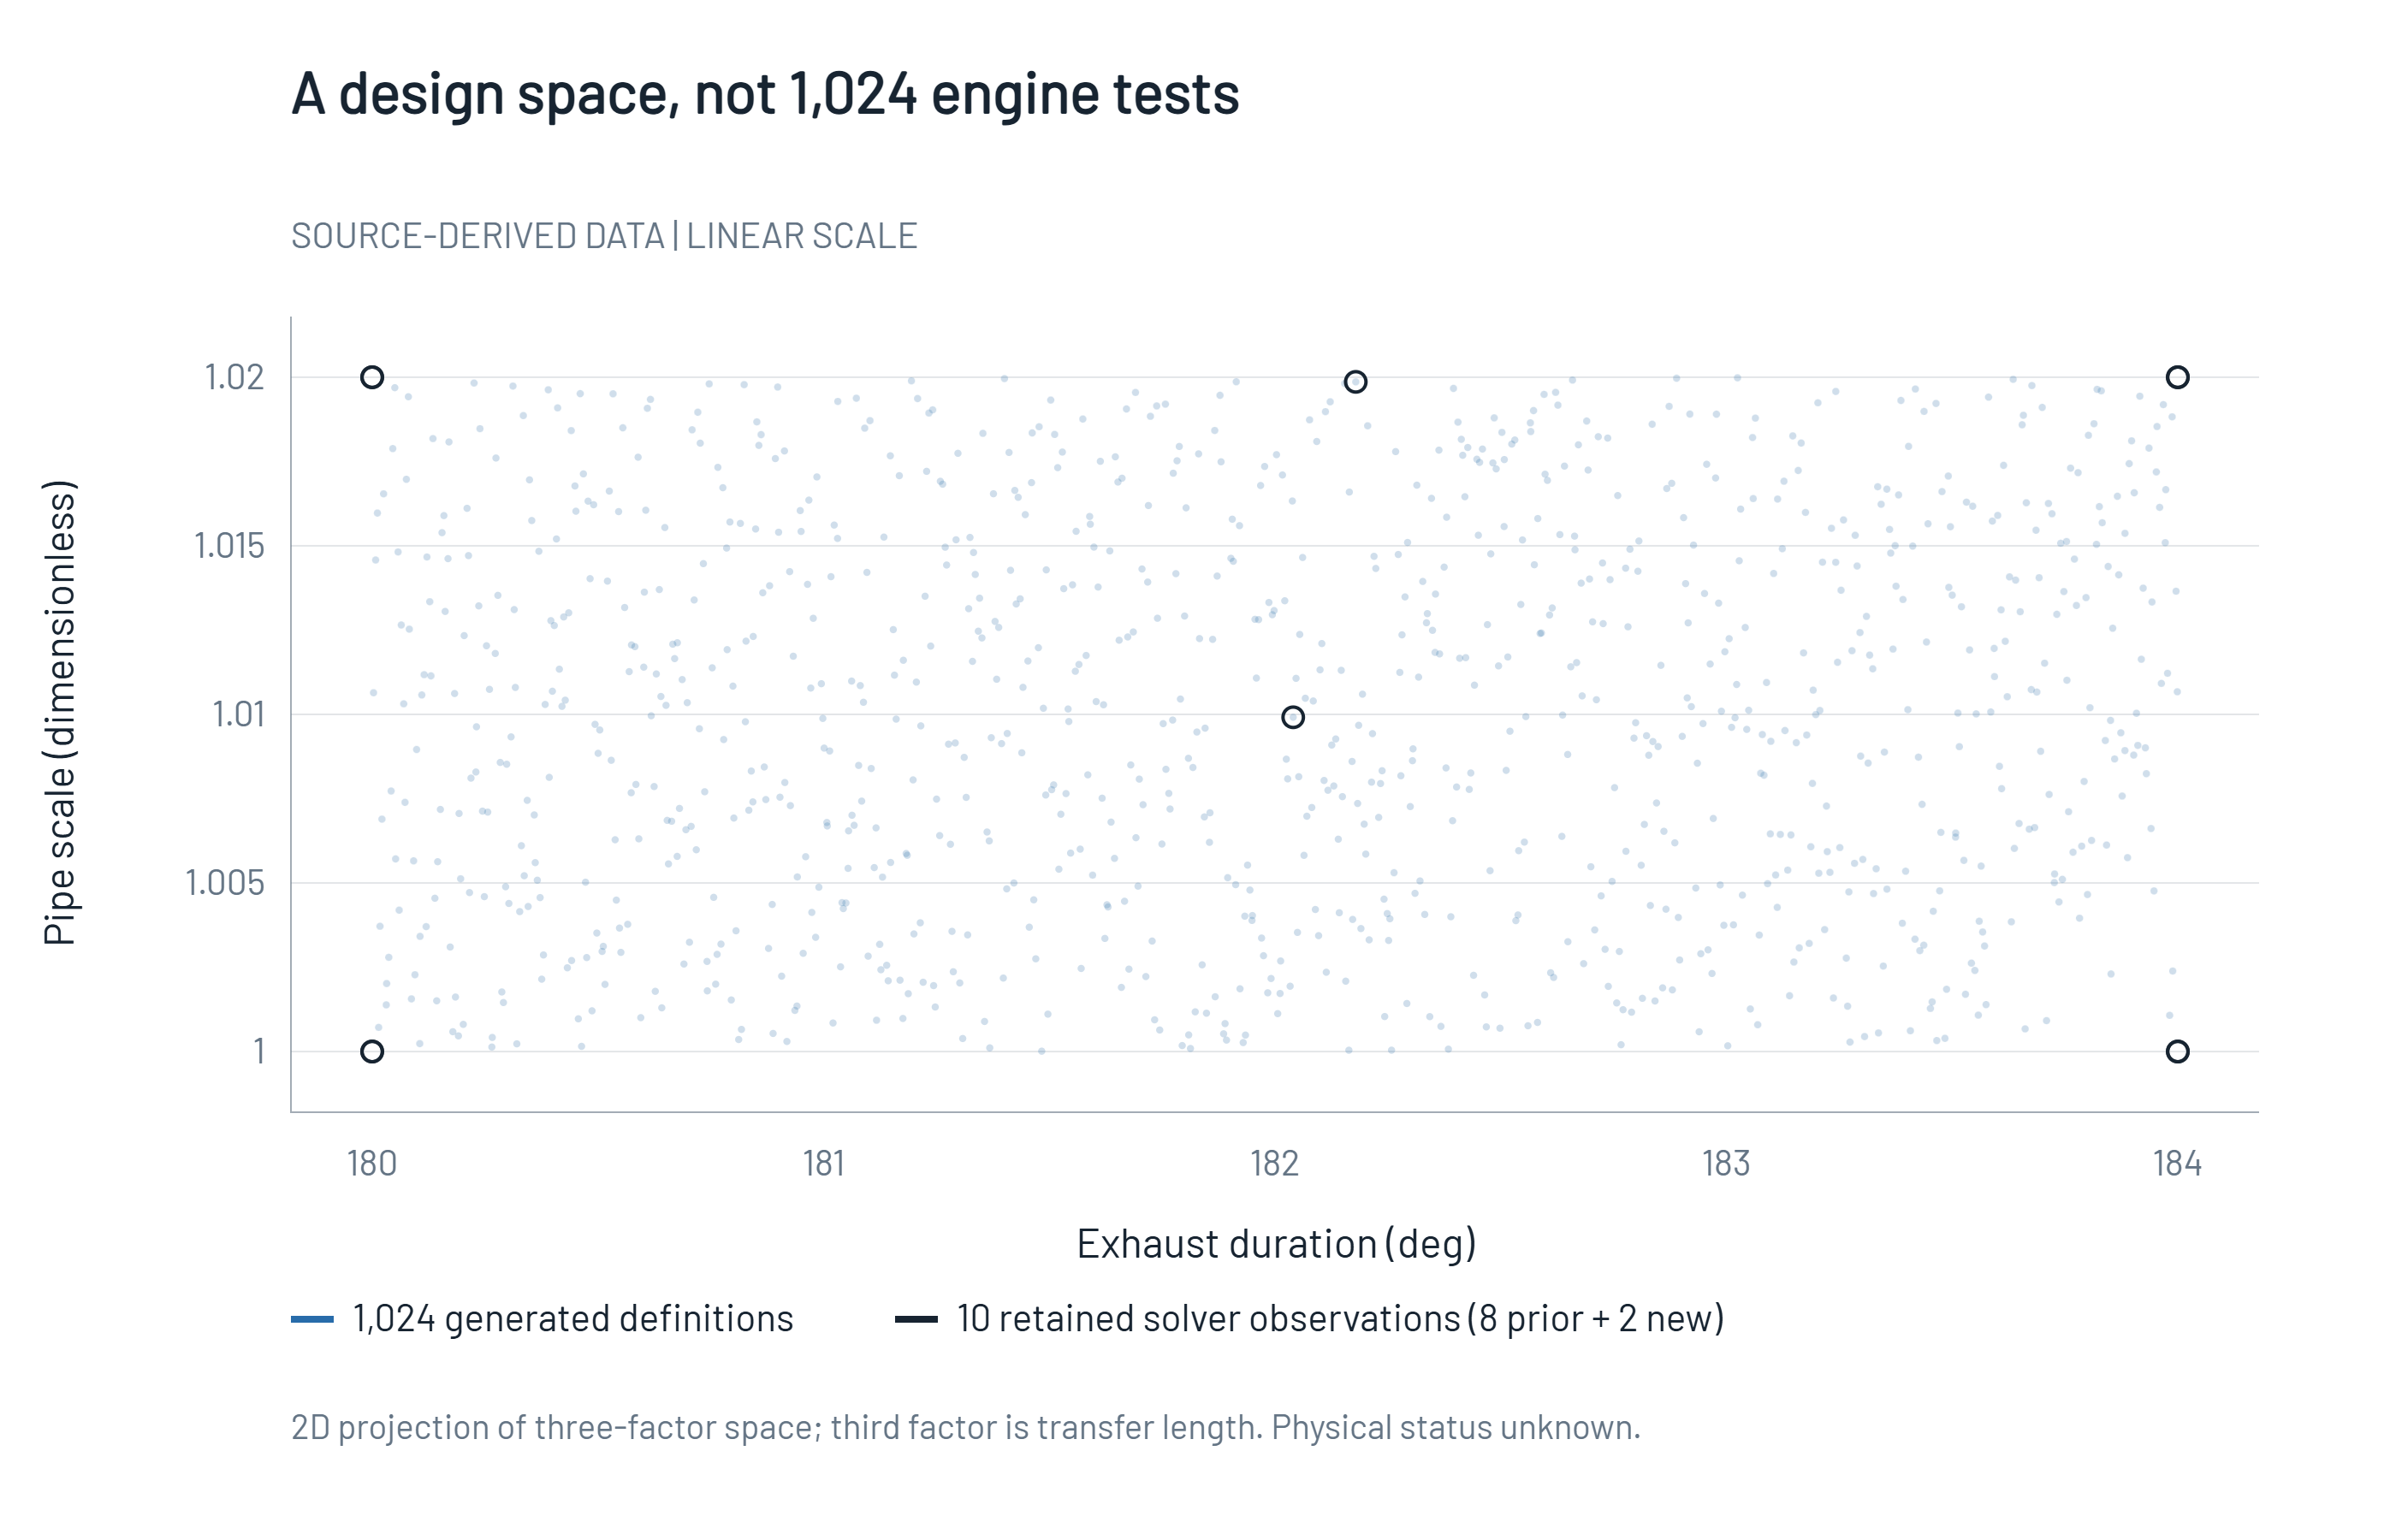 A design space, not 1,024 engine tests
SOURCE-DERIVED DATA | LINEAR SCALE
Pipe scale (dimensionless)
1.02
1.015
1.01
1.005
1
180 181 182 183 184
Exhaust duration (deg)
1,024 generated definitions 10 retained solver observations (8 prior + 2 new)
2D projection of three-factor space; third factor is transfer length. Physical status unknown.